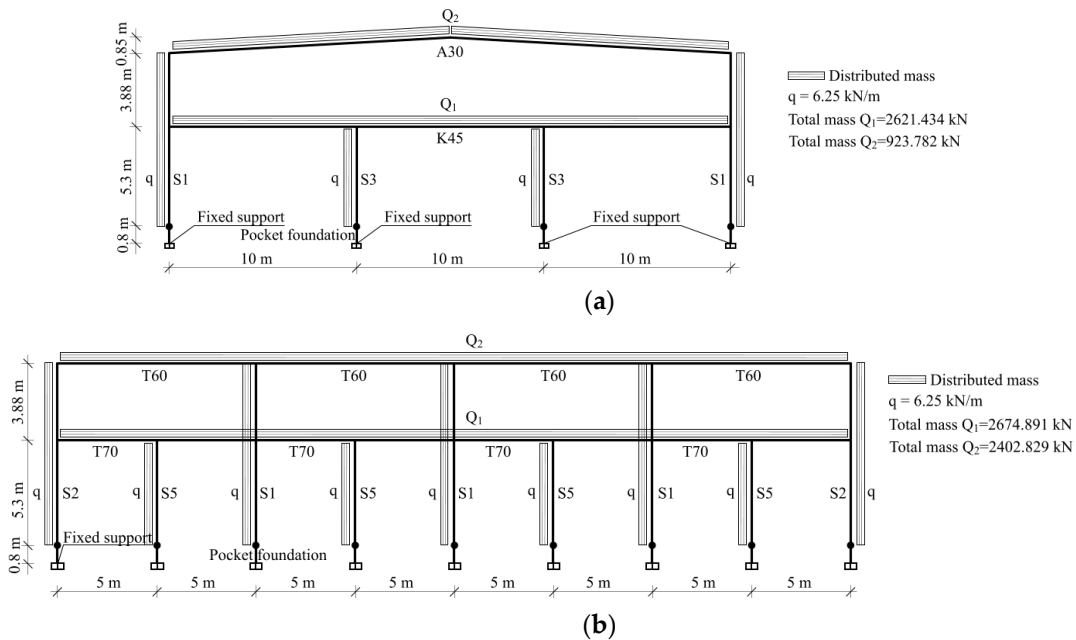 Q2
0.85 m
A30
3.88 m
Q1
K45
5.3 m
q S1 q S3 q S3 S1 q
Fixed support Fixed support Fixed support
Pocket foundation
0.8 m
10 m 10 m 10 m
Distributed mass
q = 6.25 kN/m
Total mass Q1=2621.434 kN
Total mass Q2=923.782 kN
(a)
Q2
T60 T60 T60 T60
3.88 m
Q1
T70 T70 T70 T70
5.3 m
q S2 q S5 q S1 q S5 q S1 q S5 q S1 q S5 S2 q
Fixed support
Pocket foundation
0.8 m
5 m 5 m 5 m 5 m 5 m 5 m 5 m 5 m
Distributed mass
q = 6.25 kN/m
Total mass Q1=2674.891 kN
Total mass Q2=2402.829 kN
(b)